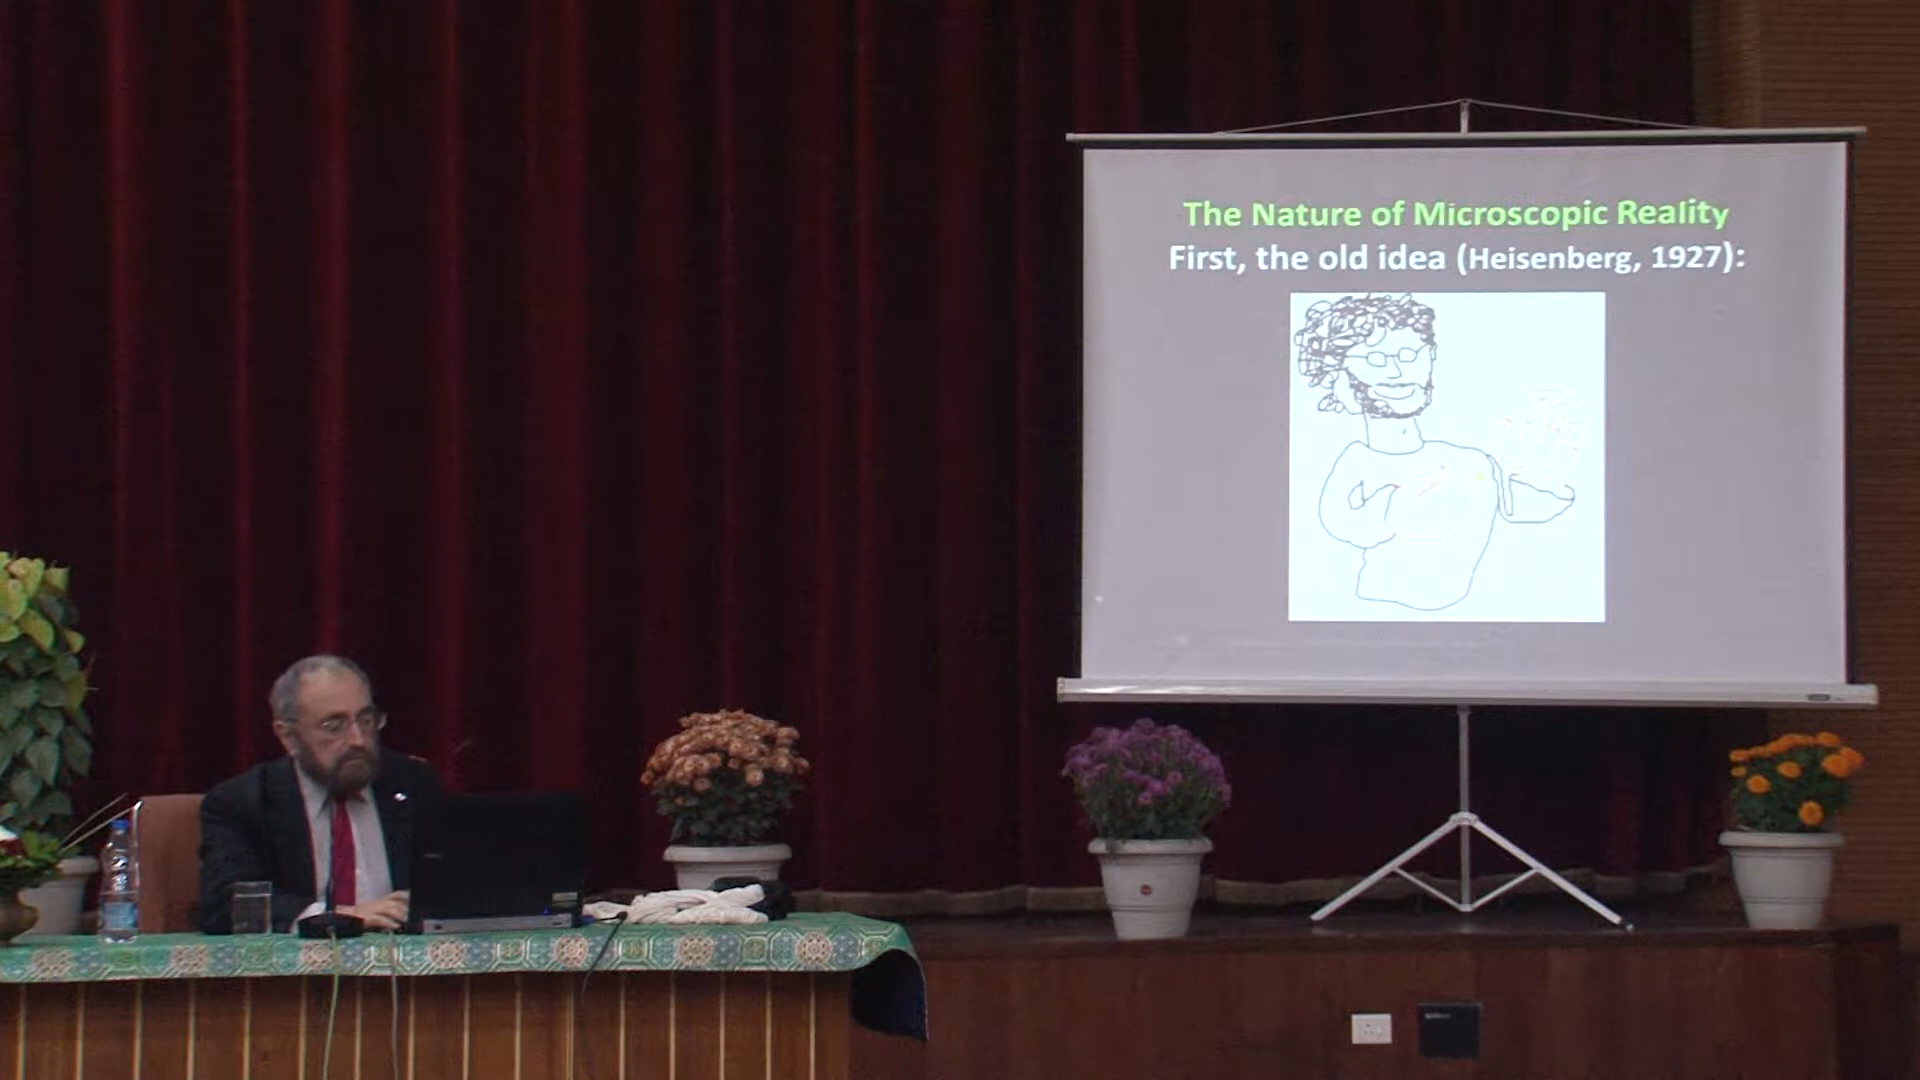 The Nature of Microscopic Reality
First, the old idea (Heisenberg, 1927):